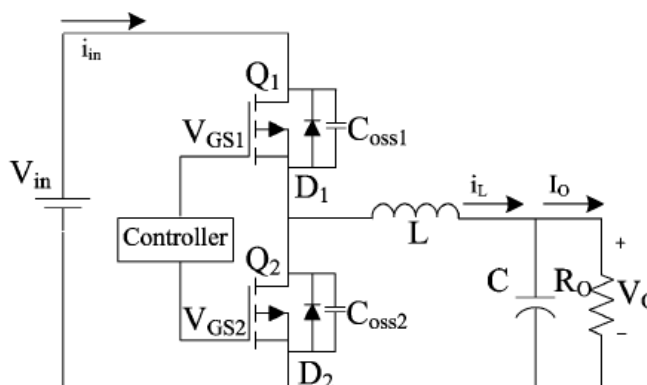 i_in
Q1
V_GS1
C_oss1
V_in
D1
i_L
I_O
L
Controller
+
Q2
C
R_O
V_O
V_GS2
C_oss2
−
D2